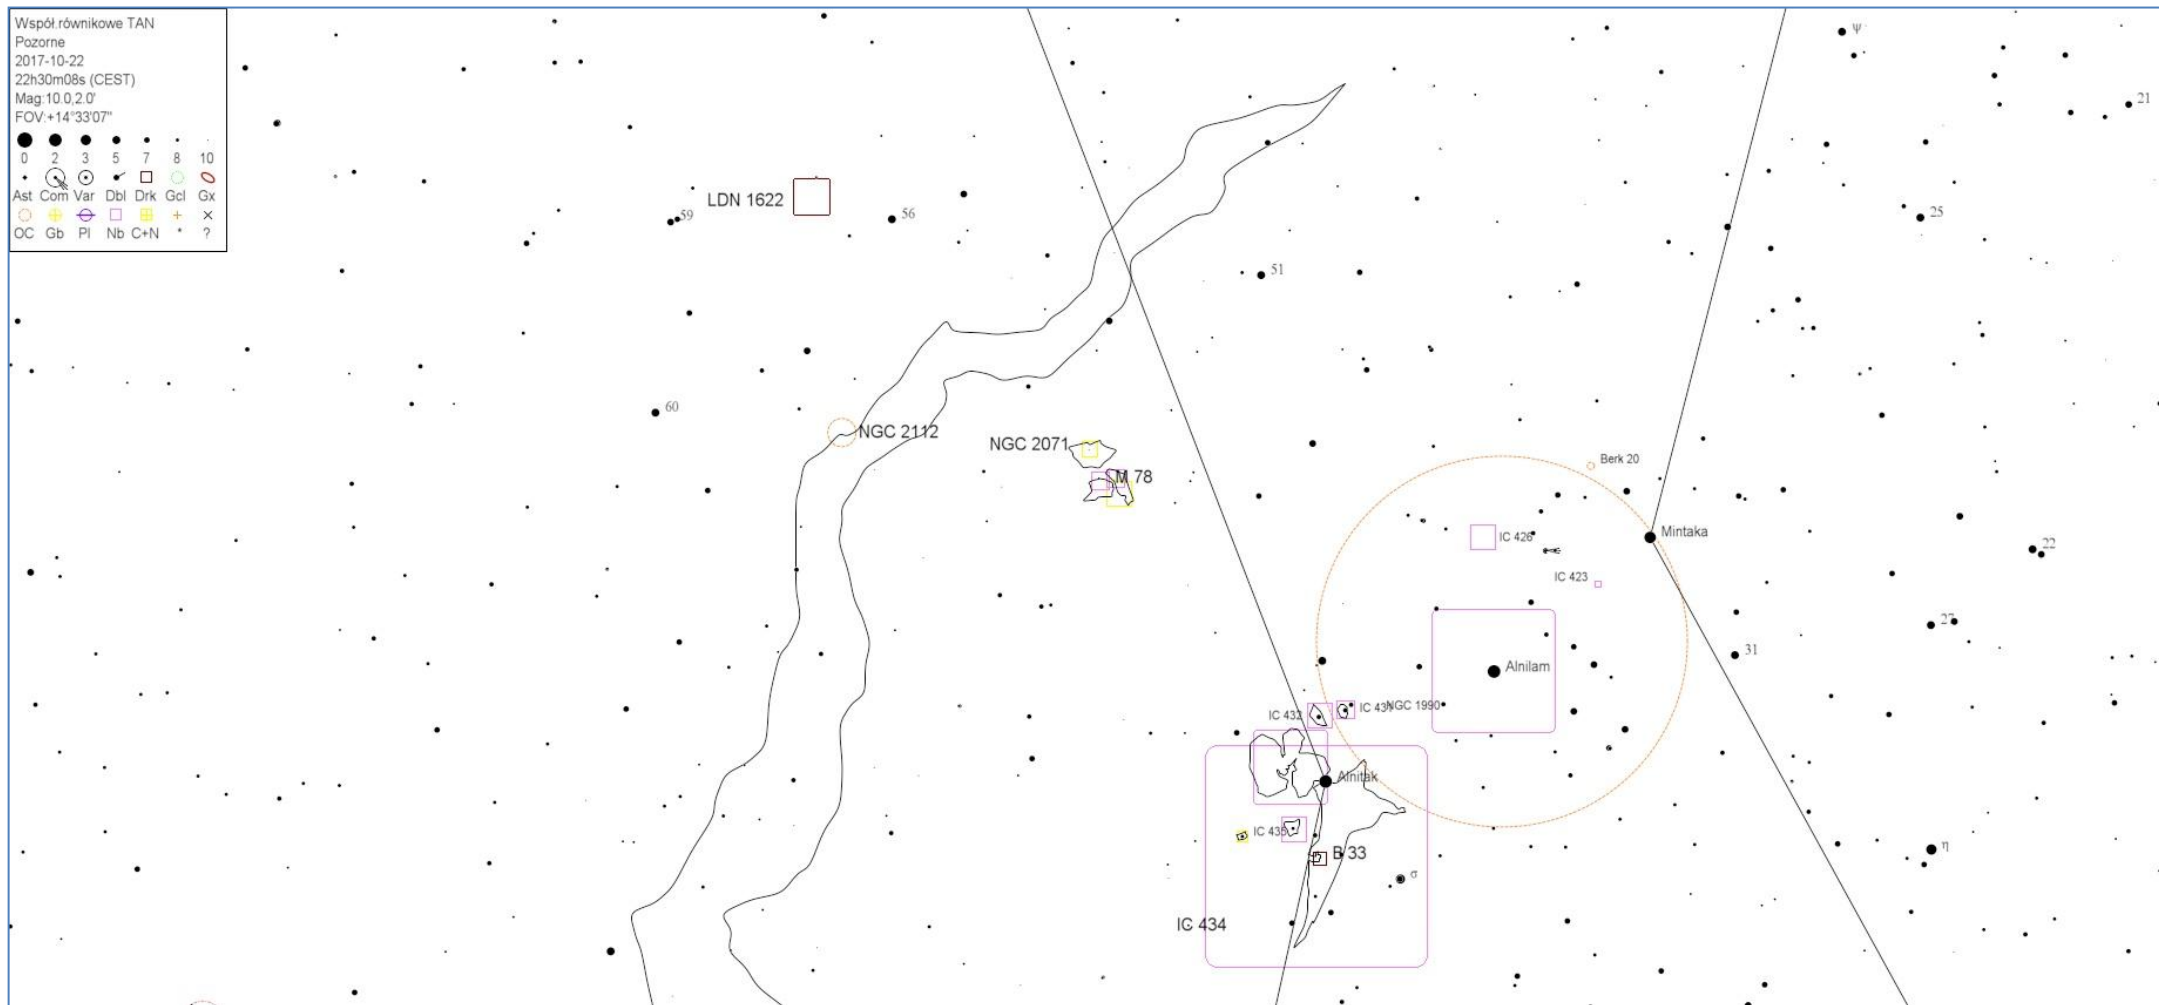 Współ.równikowe TAN
Pozorne
2017-10-22
22h30m08s (CEST)
Mag:10.0,2.0'
FOV:+14°33'07"
0 2 3 5 7 8 10
Ast Com Var Dbl Drk Gcl Gx
OC Gb Pl Nb C+N * ?
ψ
21
LDN 1622
59
56
25
51
60
NGC 2112
NGC 2071
M 78
Berk 20
Mintaka
IC 426
22
IC 423
27
31
Alnilam
IC 432
IC 431
NGC 1990
Alnitak
IC 435
B 33
η
σ
IC 434